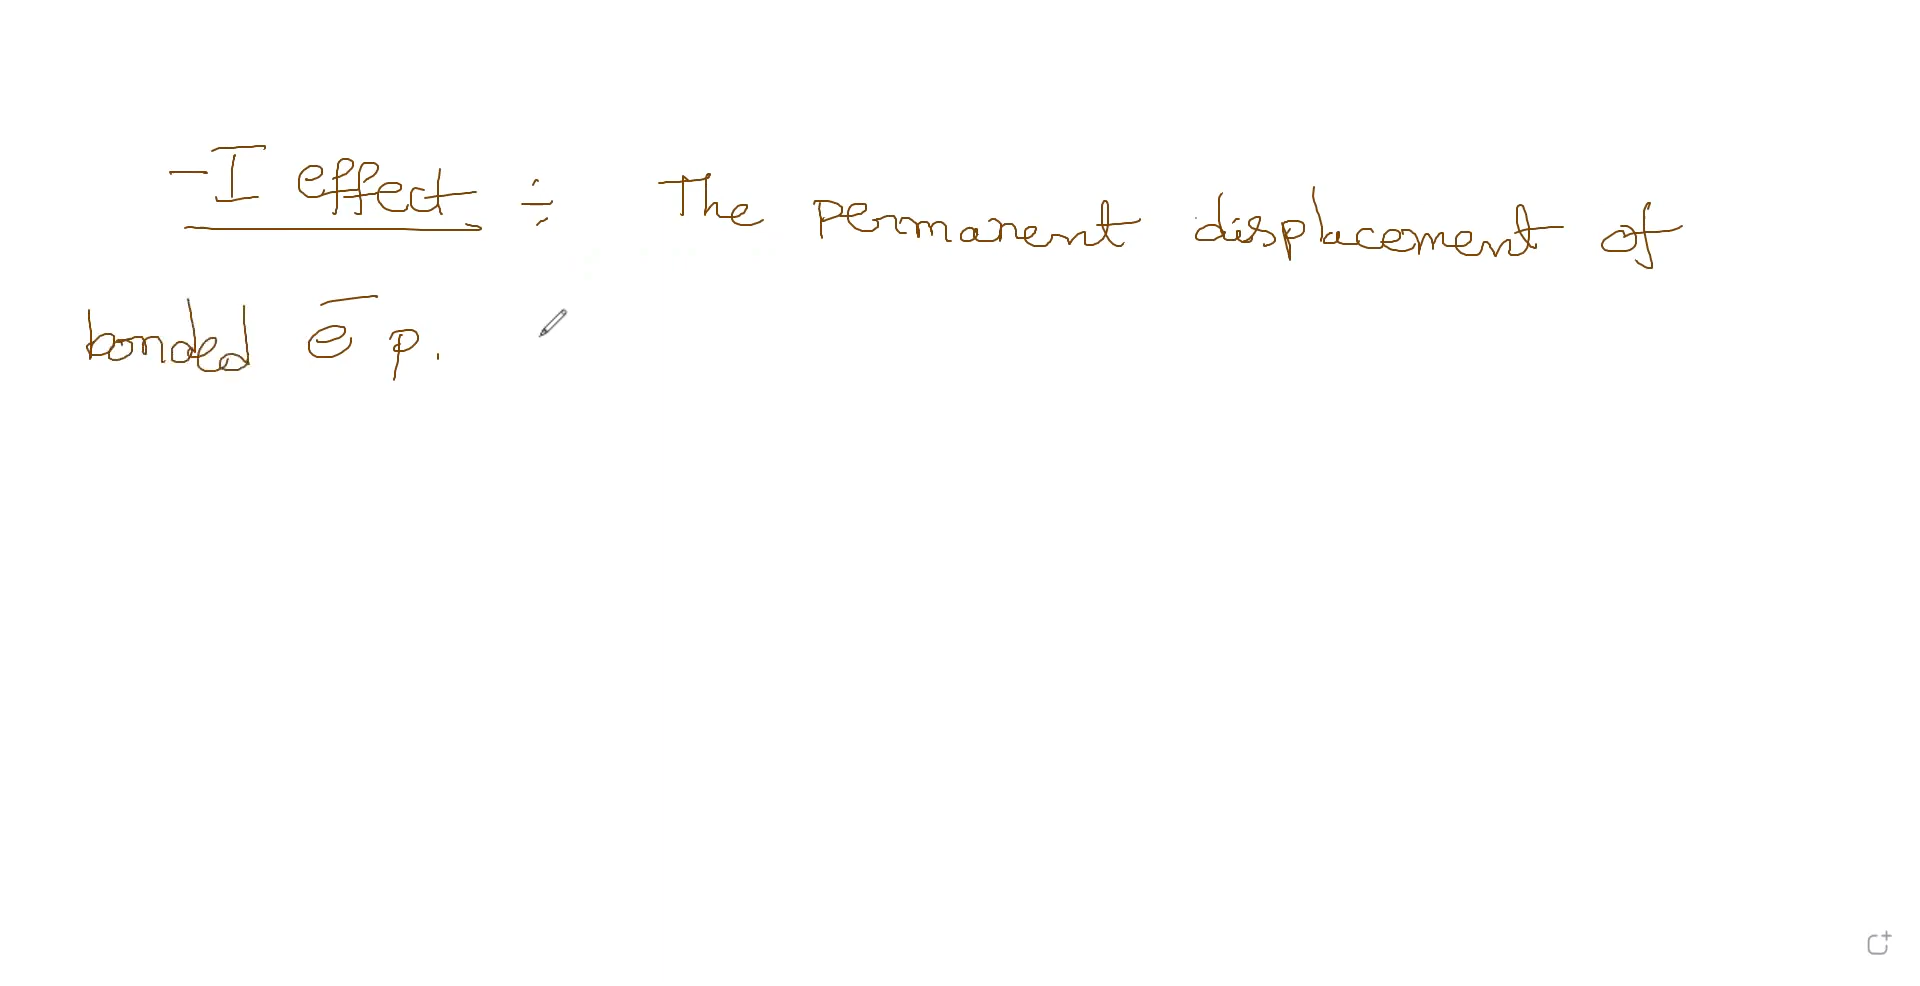 -I effect ÷ The permanent displacement of
bonded e̅ p.